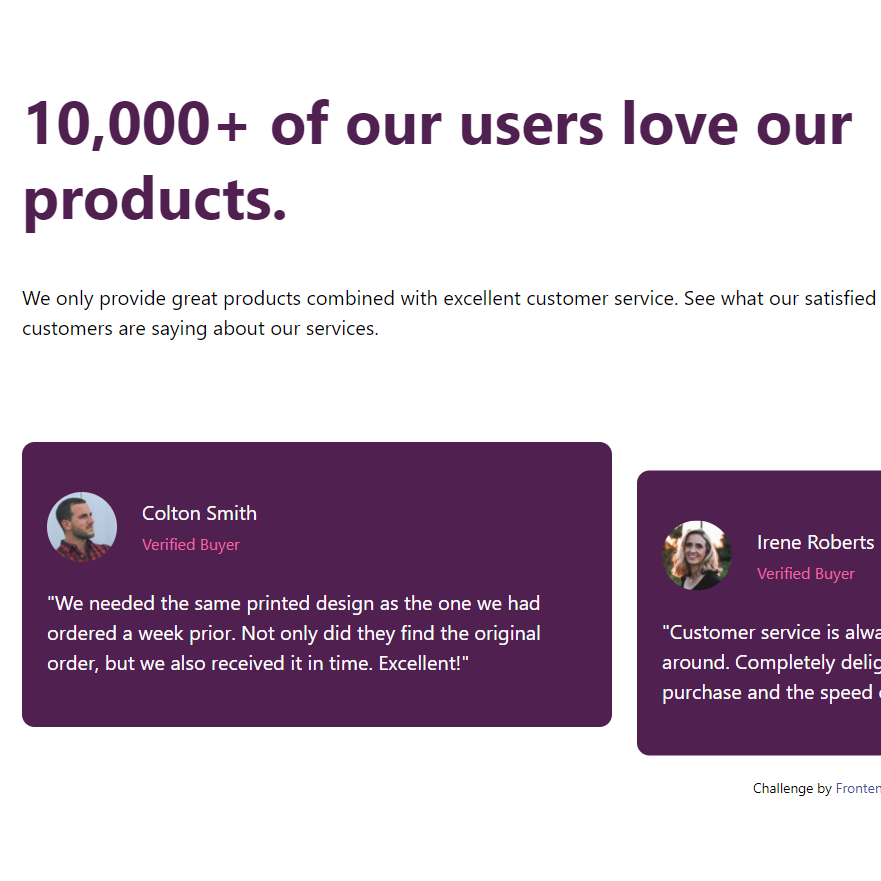 10,000+ of our users love our
products.
We only provide great products combined with excellent customer service. See what our satisfied
customers are saying about our services.
Colton Smith
Verified Buyer
"We needed the same printed design as the one we had
ordered a week prior. Not only did they find the original
order, but we also received it in time. Excellent!"
Irene Roberts
Verified Buyer
"Customer service is alwa
around. Completely delig
purchase and the speed
Challenge by Fronten